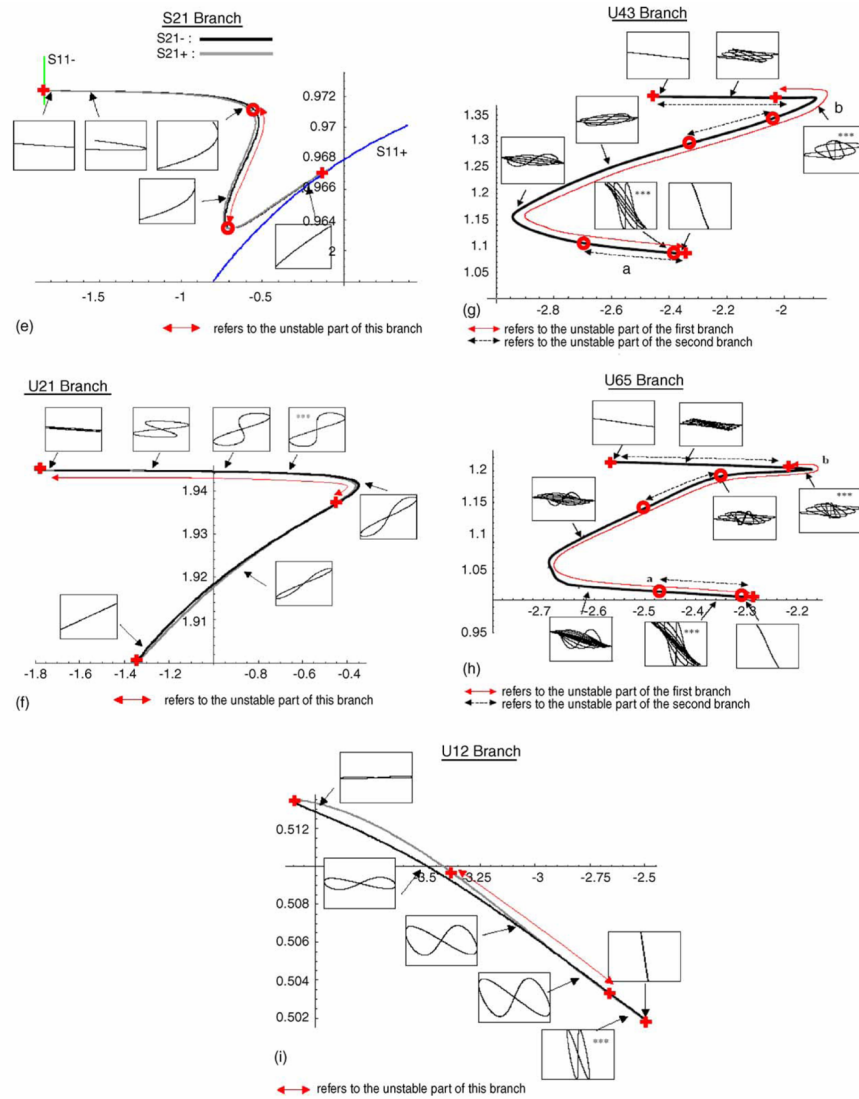 S21 Branch
S21- :
S21+ :
S11-
0.972
0.97
0.968
0.966
0.964
2
S11+
-1.5
-1
-0.5
(e)
refers to the unstable part of this branch
U43 Branch
1.35
1.3
1.25
1.2
1.15
1.1
1.05
b
***
***
a
-2.8
-2.6
-2.4
-2.2
-2
(g)
refers to the unstable part of the first branch
refers to the unstable part of the second branch
U21 Branch
***
1.94
1.93
1.92
1.91
-1.8
-1.6
-1.4
-1.2
-0.8
-0.6
-0.4
(f)
refers to the unstable part of this branch
U65 Branch
1.2
1.15
1.1
1.05
0.95
b
***
a
-2.7
-2.6
-2.5
-2.4
-2.3
-2.2
***
(h)
refers to the unstable part of the first branch
refers to the unstable part of the second branch
U12 Branch
0.512
0.508
0.506
0.504
0.502
-3.5
-3.25
-3
-2.75
-2.5
***
(i)
refers to the unstable part of this branch